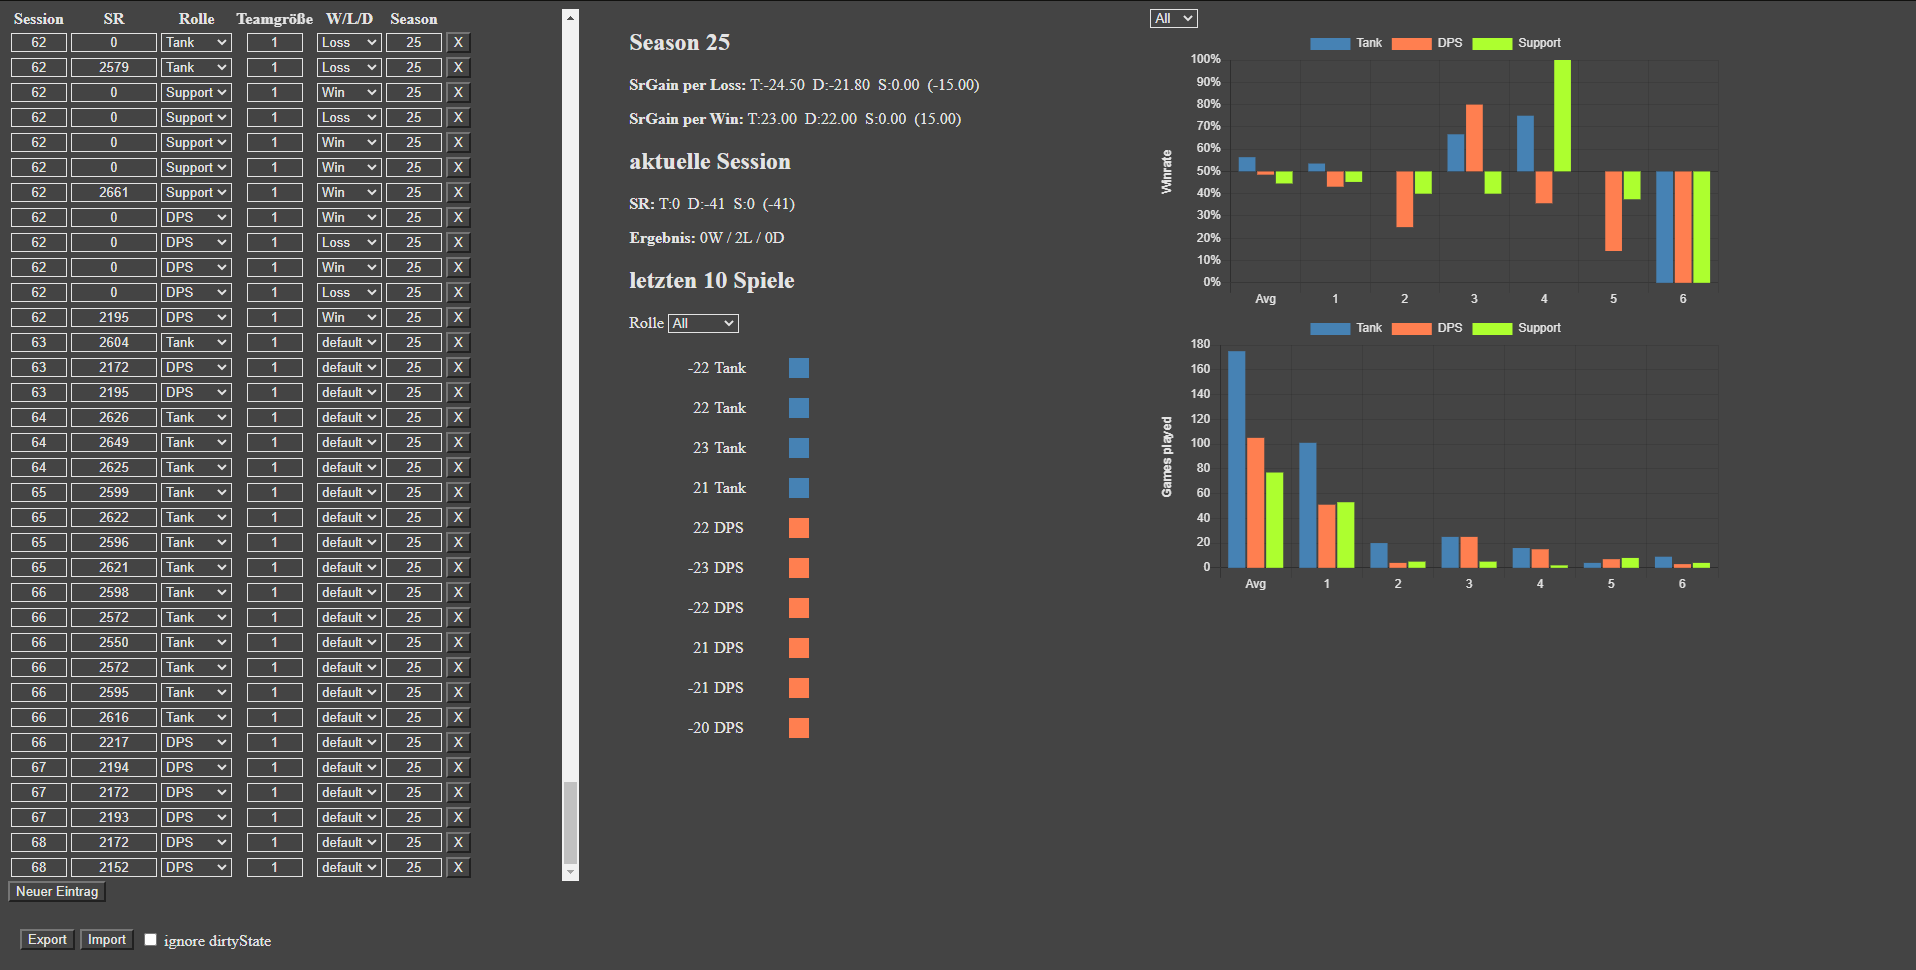 Session SR Rolle Teamgröße W/L/D Season
62 0 Tank 1 Loss 25 X
62 2579 Tank 1 Loss 25 X
62 0 Support 1 Win 25 X
62 0 Support 1 Loss 25 X
62 0 Support 1 Win 25 X
62 0 Support 1 Win 25 X
62 2661 Support 1 Win 25 X
62 0 DPS 1 Win 25 X
62 0 DPS 1 Loss 25 X
62 0 DPS 1 Win 25 X
62 0 DPS 1 Loss 25 X
62 2195 DPS 1 Win 25 X
63 2604 Tank 1 default 25 X
63 2172 DPS 1 default 25 X
63 2195 DPS 1 default 25 X
64 2626 Tank 1 default 25 X
64 2649 Tank 1 default 25 X
64 2625 Tank 1 default 25 X
65 2599 Tank 1 default 25 X
65 2622 Tank 1 default 25 X
65 2596 Tank 1 default 25 X
65 2621 Tank 1 default 25 X
66 2598 Tank 1 default 25 X
66 2572 Tank 1 default 25 X
66 2550 Tank 1 default 25 X
66 2572 Tank 1 default 25 X
66 2595 Tank 1 default 25 X
66 2616 Tank 1 default 25 X
66 2217 DPS 1 default 25 X
67 2194 DPS 1 default 25 X
67 2172 DPS 1 default 25 X
67 2193 DPS 1 default 25 X
68 2172 DPS 1 default 25 X
68 2152 DPS 1 default 25 X
Neuer Eintrag
Export Import ignore dirtyState
Season 25
SrGain per Loss: T:-24.50 D:-21.80 S:0.00 (-15.00)
SrGain per Win: T:23.00 D:22.00 S:0.00 (15.00)
aktuelle Session
SR: T:0 D:-41 S:0 (-41)
Ergebnis: 0W / 2L / 0D
letzten 10 Spiele
Rolle All
-22 Tank
22 Tank
23 Tank
21 Tank
22 DPS
-23 DPS
-22 DPS
21 DPS
-21 DPS
-20 DPS
All
Tank DPS Support
100%
90%
80%
70%
60%
50%
40%
30%
20%
10%
0%
Winrate
Avg 1 2 3 4 5 6
Tank DPS Support
180
160
140
120
100
80
60
40
20
0
Games played
Avg 1 2 3 4 5 6